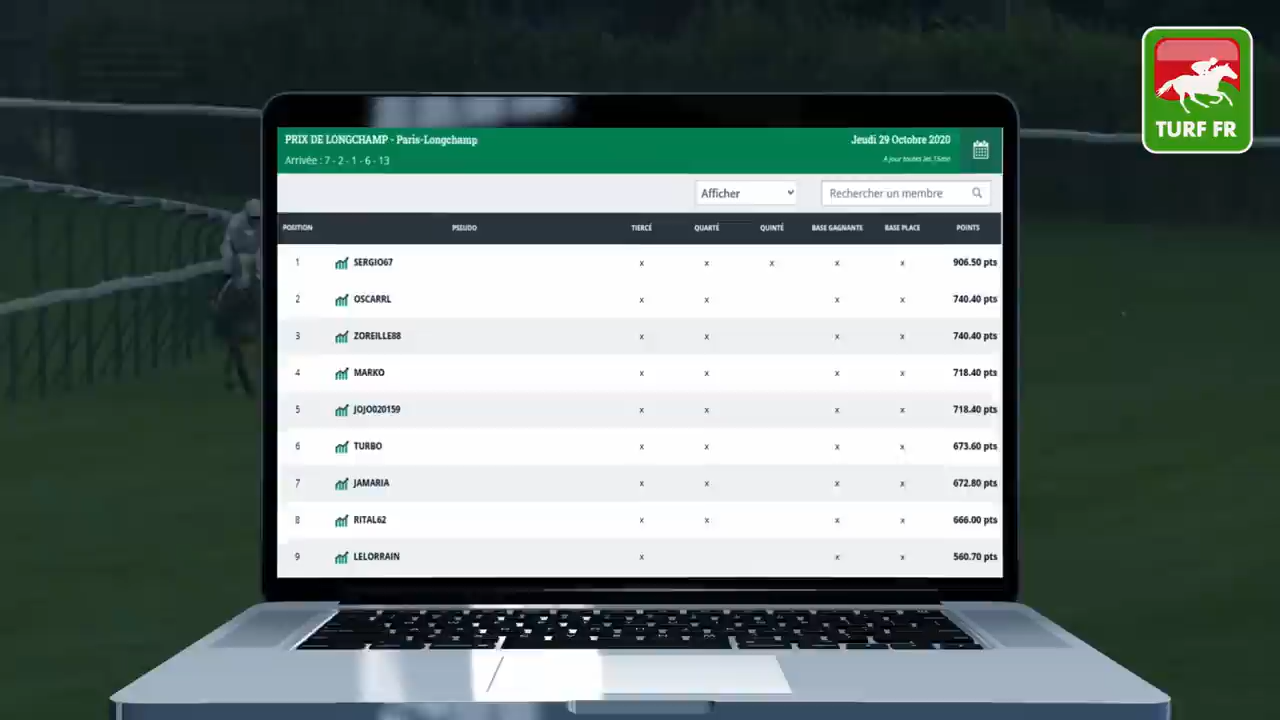 TURF FR
PRIX DE LONGCHAMP - Paris-Longchamp
Jeudi 29 Octobre 2020
Arrivée : 7 - 2 - 1 - 6 - 13
A jour toutes les 15mn
Afficher
Rechercher un membre
POSITION PSEUDO TIERCÉ QUARTÉ QUINTÉ BASE GAGNANTE BASE PLACE POINTS
1 SERGIO67 x x x x x 906.50 pts
2 OSCARRL x x x x 740.40 pts
3 ZOREILLE88 x x x x 740.40 pts
4 MARKO x x x x 718.40 pts
5 JOJO020159 x x x x 718.40 pts
6 TURBO x x x x 673.60 pts
7 JAMARIA x x x x 672.80 pts
8 RITAL62 x x x x 666.00 pts
9 LELORRAIN x x x 560.70 pts